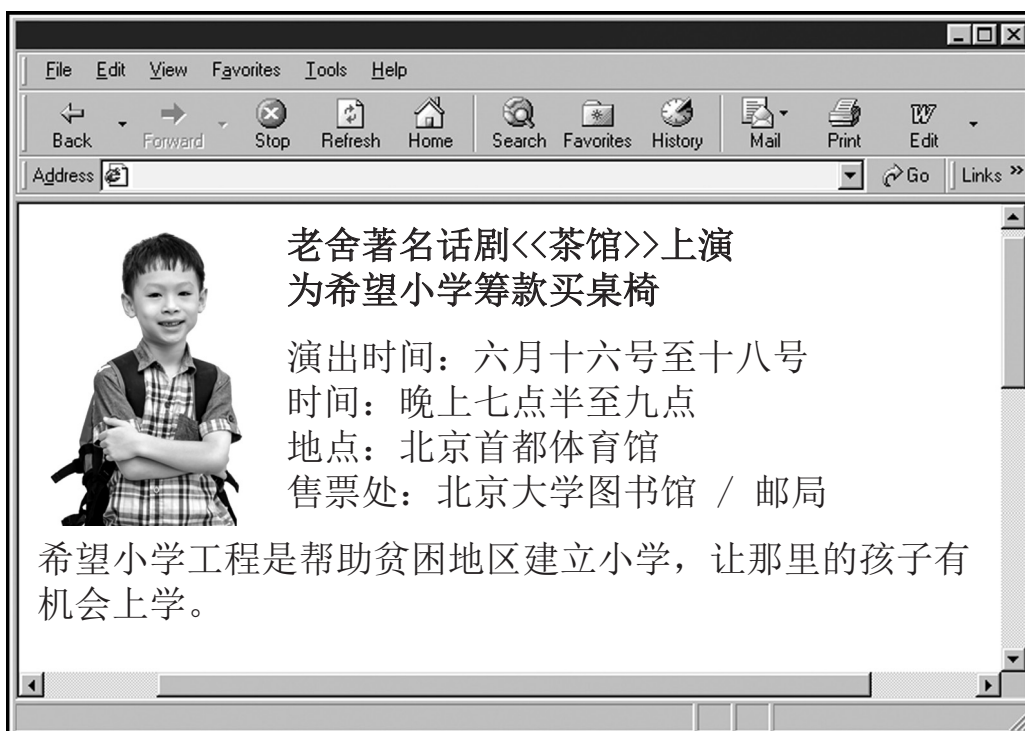 File Edit View Favorites Tools Help
Back Forward Stop Refresh Home Search Favorites History Mail Print Edit
Address Go Links »
老舍著名话剧<<茶馆>>上演
为希望小学筹款买桌椅
演出时间：六月十六号至十八号
时间：晚上七点半至九点
地点：北京首都体育馆
售票处：北京大学图书馆 / 邮局
希望小学工程是帮助贫困地区建立小学，让那里的孩子有
机会上学。